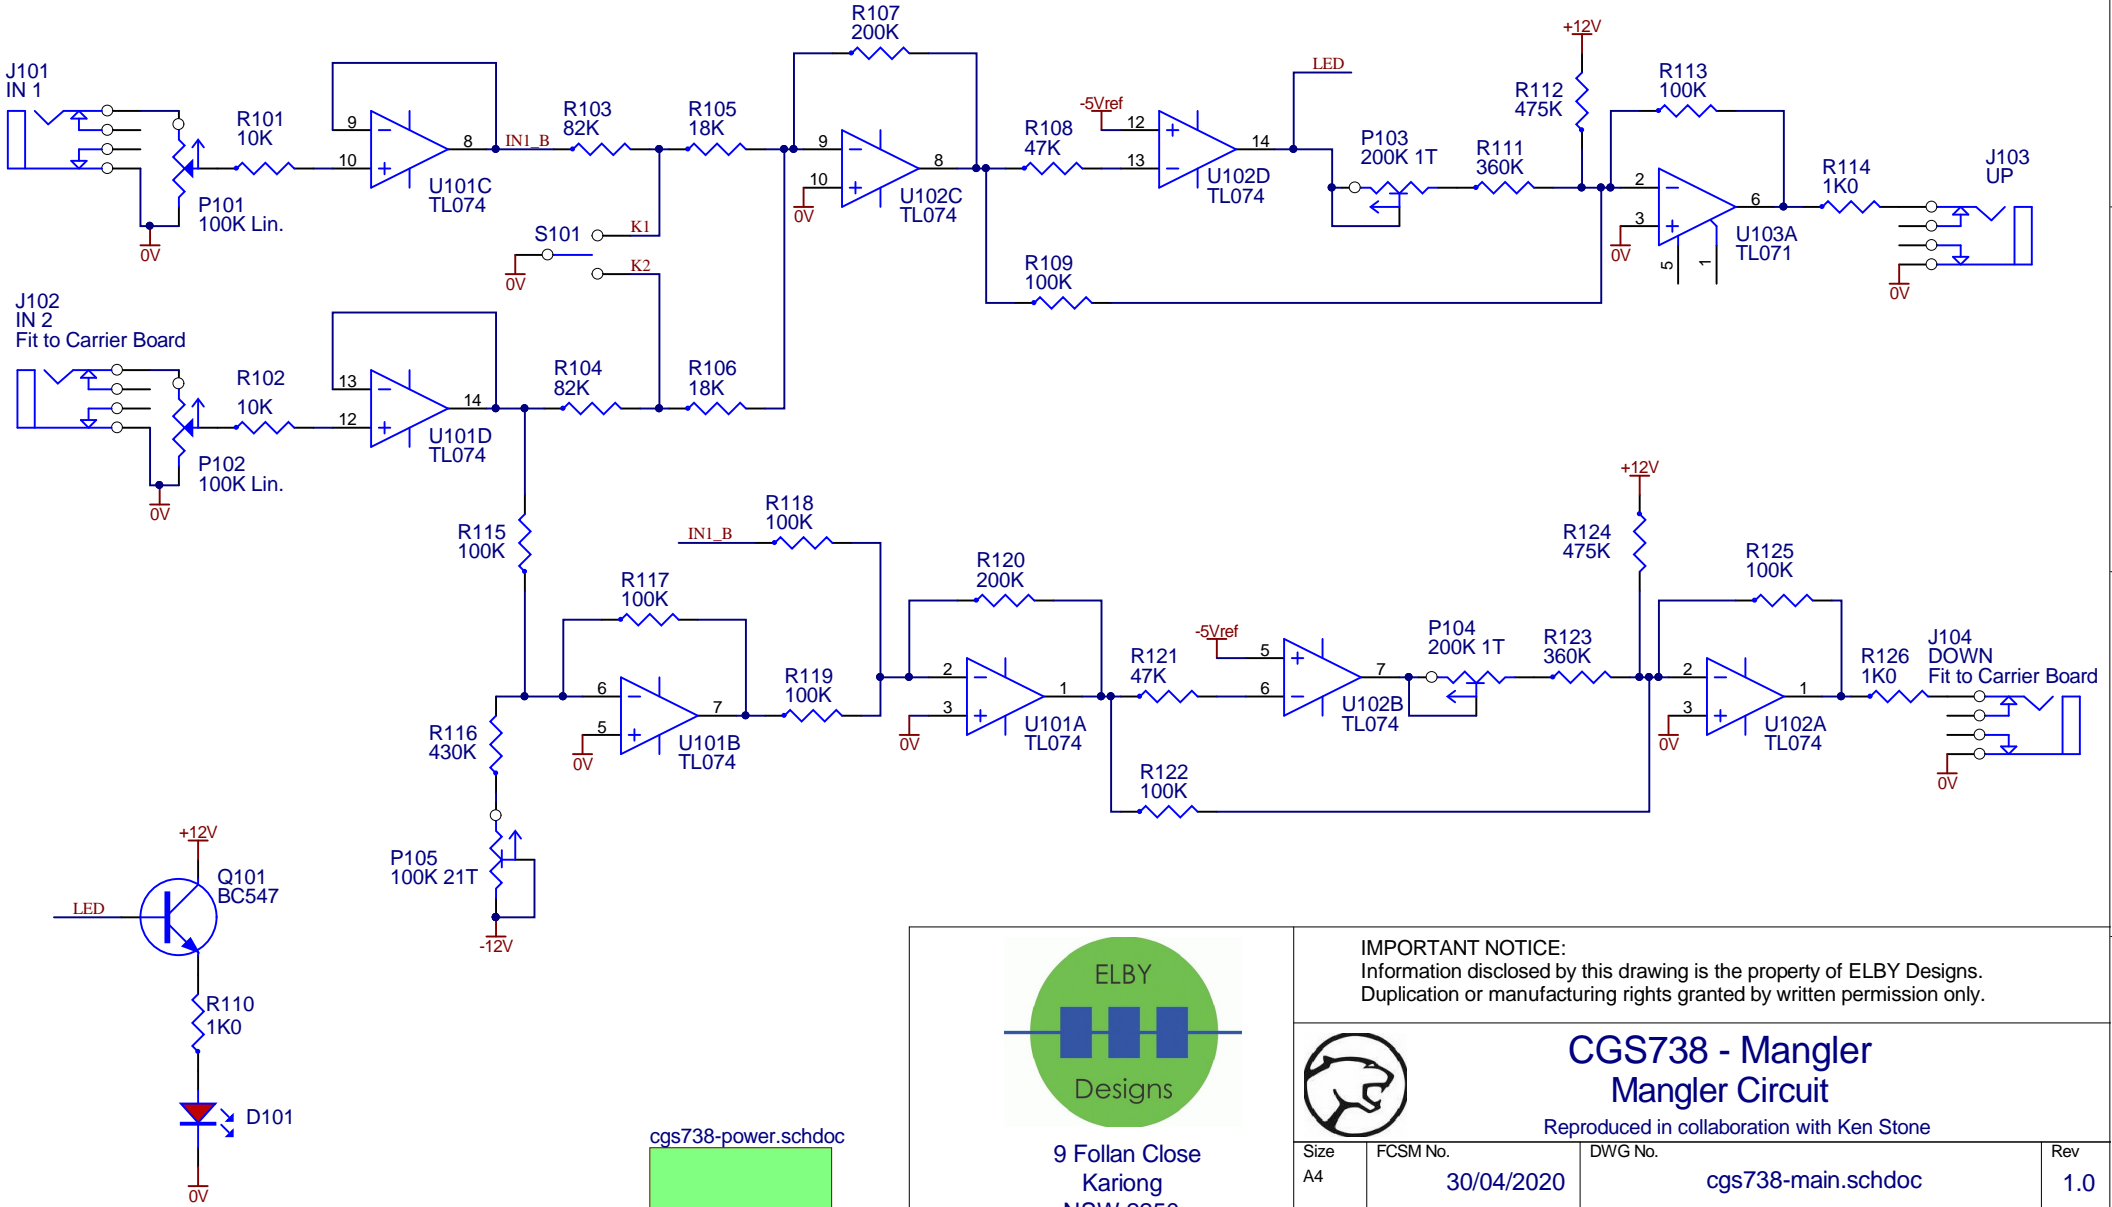 J101
IN 1
P101
100K Lin.
0V
R101
10K
9
10
8
U101C
TL074
IN1_B
R103
82K
R105
18K
S101
K1
K2
0V
R107
200K
9
10
0V
8
U102C
TL074
R108
47K
R109
100K
-5Vref
12
13
14
U102D
TL074
LED
P103
200K 1T
R111
360K
+12V
R112
475K
R113
100K
2
3
0V
6
5
1
U103A
TL071
R114
1K0
J103
UP
0V
J102
IN 2
Fit to Carrier Board
P102
100K Lin.
0V
R102
10K
13
12
14
U101D
TL074
R104
82K
R106
18K
R115
100K
R116
430K
P105
100K 21T
-12V
R117
100K
6
5
0V
7
U101B
TL074
IN1_B
R118
100K
R119
100K
R120
200K
2
3
0V
1
U101A
TL074
R121
47K
R122
100K
-5Vref
5
6
7
U102B
TL074
P104
200K 1T
R123
360K
+12V
R124
475K
R125
100K
2
3
0V
1
U102A
TL074
R126
1K0
J104
DOWN
Fit to Carrier Board
0V
+12V
LED
Q101
BC547
R110
1K0
D101
0V
cgs738-power.schdoc
ELBY
Designs
9 Follan Close
Kariong
IMPORTANT NOTICE:
Information disclosed by this drawing is the property of ELBY Designs.
Duplication or manufacturing rights granted by written permission only.
CGS738 - Mangler
Mangler Circuit
Reproduced in collaboration with Ken Stone
Size
A4
FCSM No.
30/04/2020
DWG No.
cgs738-main.schdoc
Rev
1.0